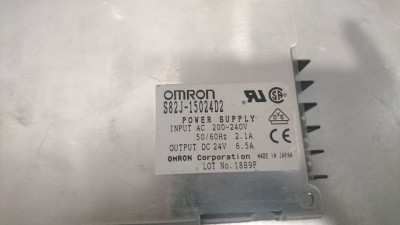 OMRON
S82J-15024D2
POWER SUPPLY
INPUT AC 200-240V
50/60Hz 2.1A
OUTPUT DC 24V 6.5A
OMRON Corporation MADE IN JAPAN
LOT No.1889F